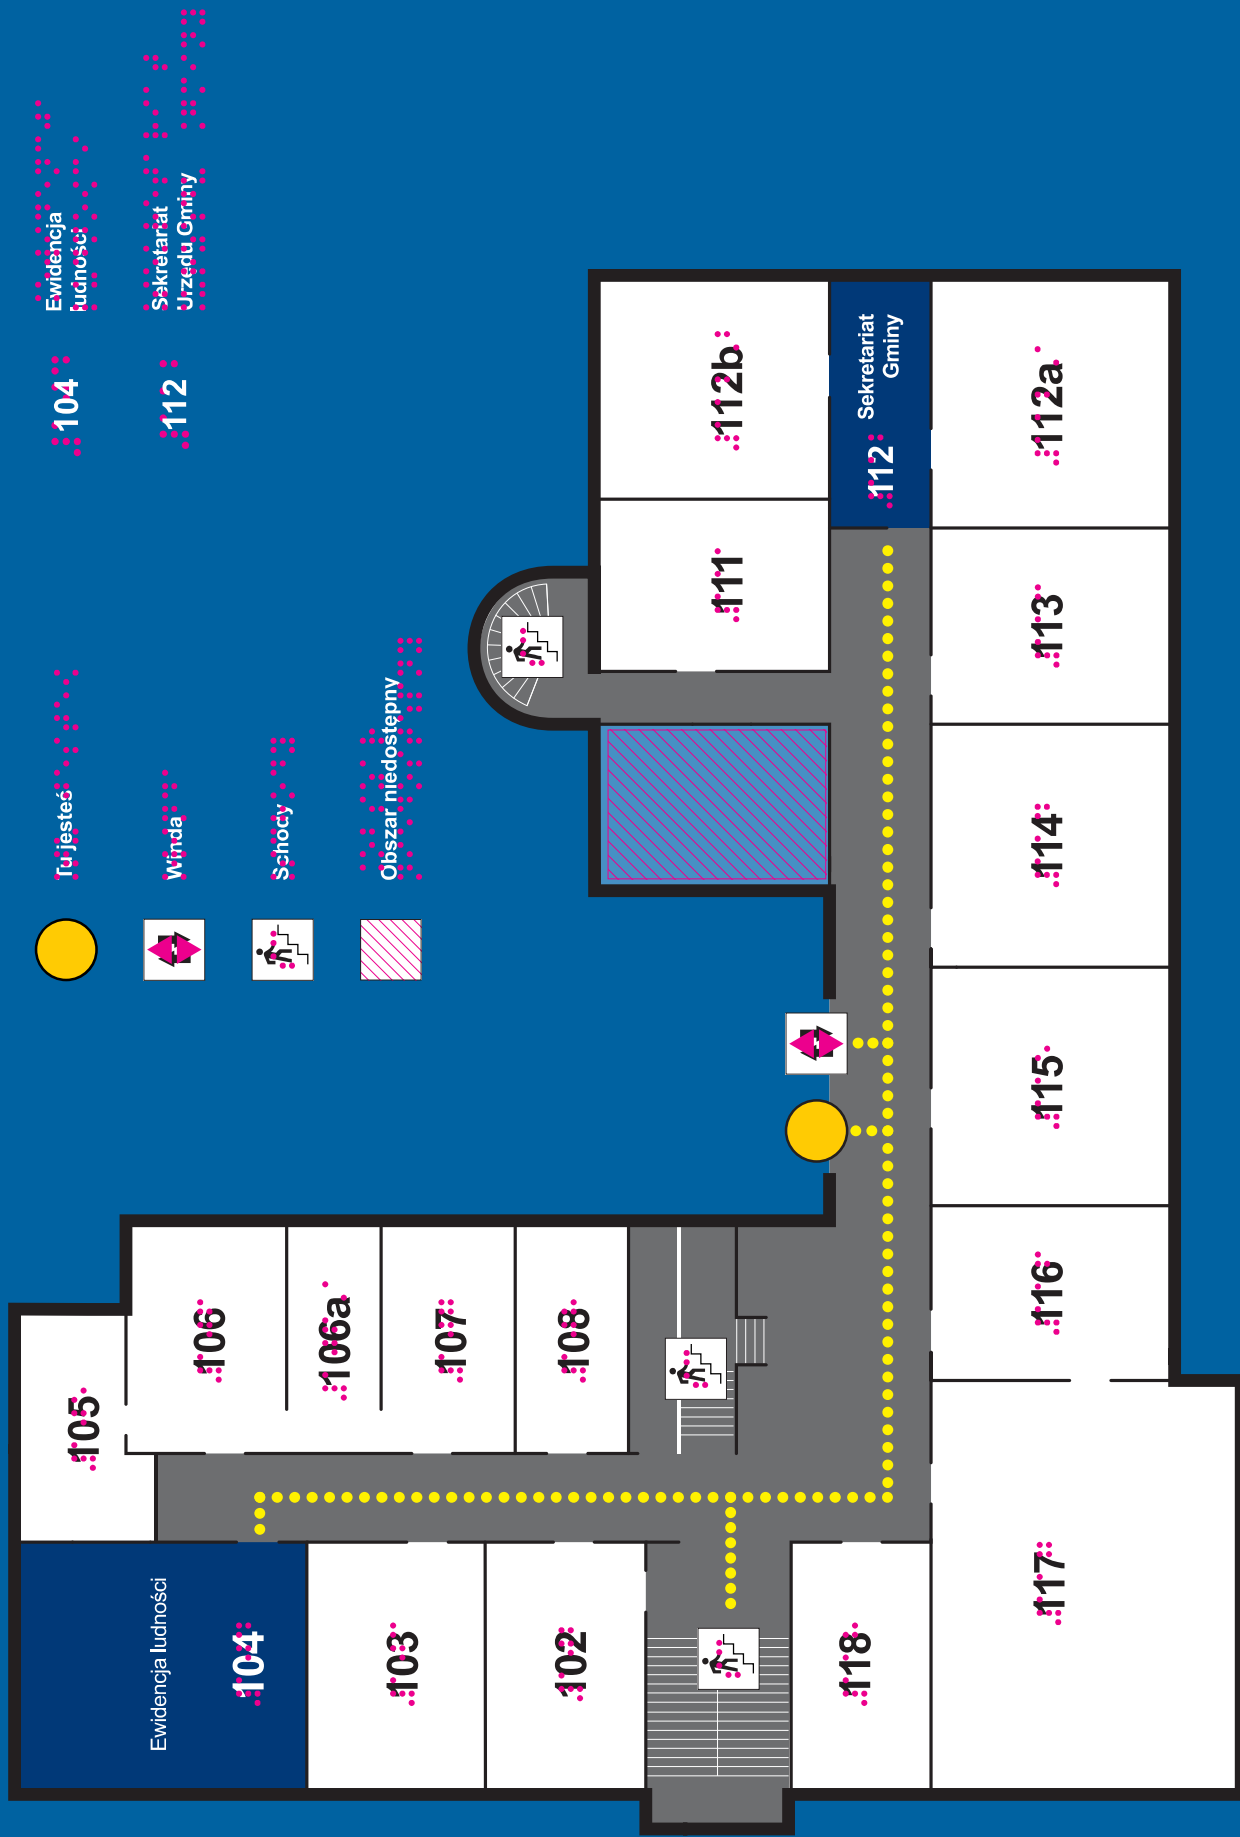 Tu jesteś
Winda
Schody
Obszar niedostępny
104
Ewidencja
ludności
112
Sekretariat
Urzędu Gminy
Ewidencja ludności
104
105
103
106
106a
102
107
108
118
117
116
115
114
111
113
112b
112
Sekretariat
Gminy
112a